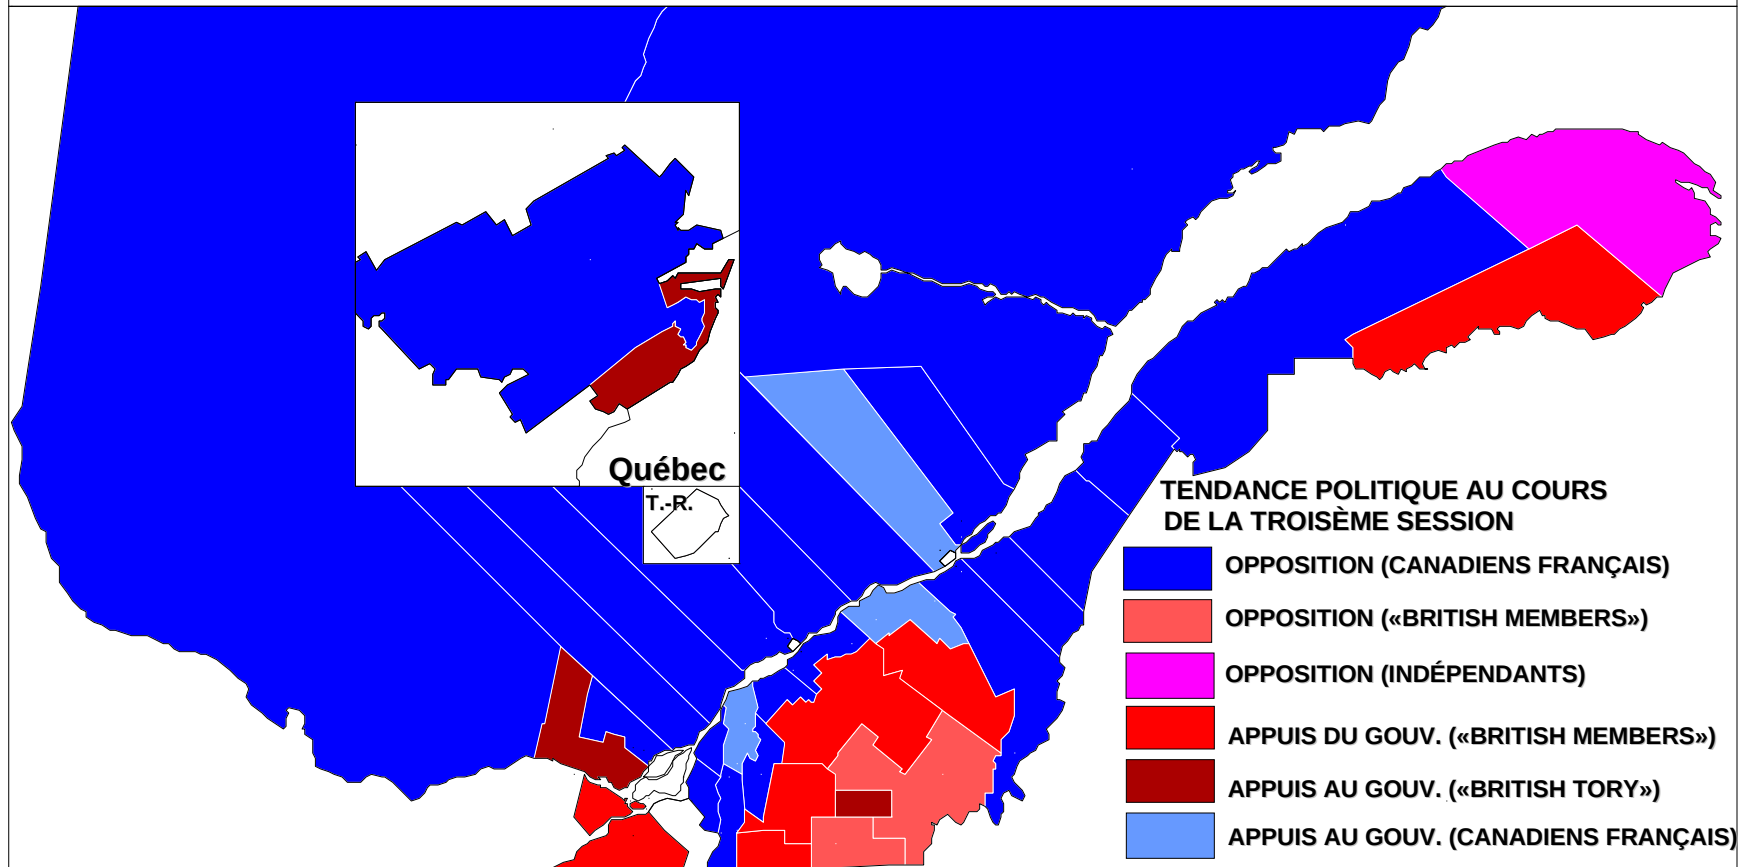 Québec
T.-R.
TENDANCE POLITIQUE AU COURS
DE LA TROISÈME SESSION
OPPOSITION (CANADIENS FRANÇAIS)
OPPOSITION («BRITISH MEMBERS»)
OPPOSITION (INDÉPENDANTS)
APPUIS DU GOUV. («BRITISH MEMBERS»)
APPUIS AU GOUV. («BRITISH TORY»)
APPUIS AU GOUV. (CANADIENS FRANÇAIS)